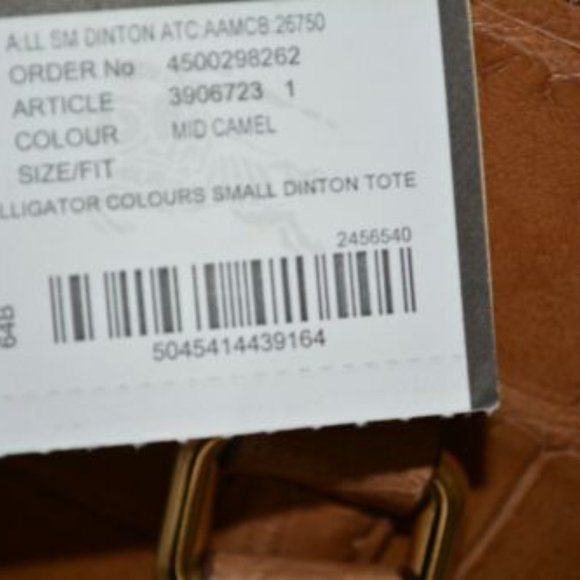 A:LL SM DINTON ATC:AAMCB:26750
ORDER No 4500298262
ARTICLE 3906723 1
COLOUR MID CAMEL
SIZE/FIT
LLIGATOR COLOURS SMALL DINTON TOTE
2456540
64B
5045414439164